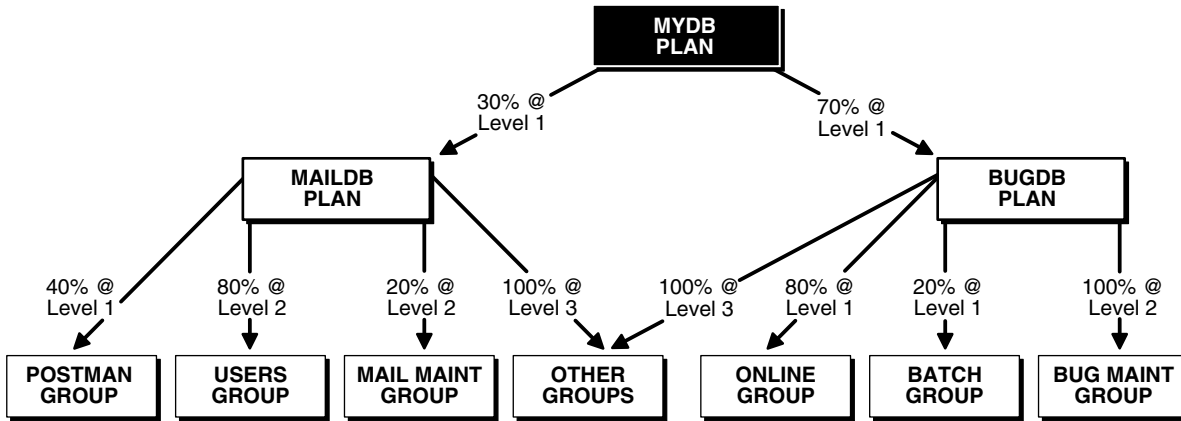 MYDB
PLAN
30% @
Level 1
70% @
Level 1
MAILDB
PLAN
BUGDB
PLAN
40% @
Level 1
80% @
Level 2
20% @
Level 2
100% @
Level 3
100% @
Level 3
80% @
Level 1
20% @
Level 1
100% @
Level 2
POSTMAN
GROUP
USERS
GROUP
MAIL MAINT
GROUP
OTHER
GROUPS
ONLINE
GROUP
BATCH
GROUP
BUG MAINT
GROUP